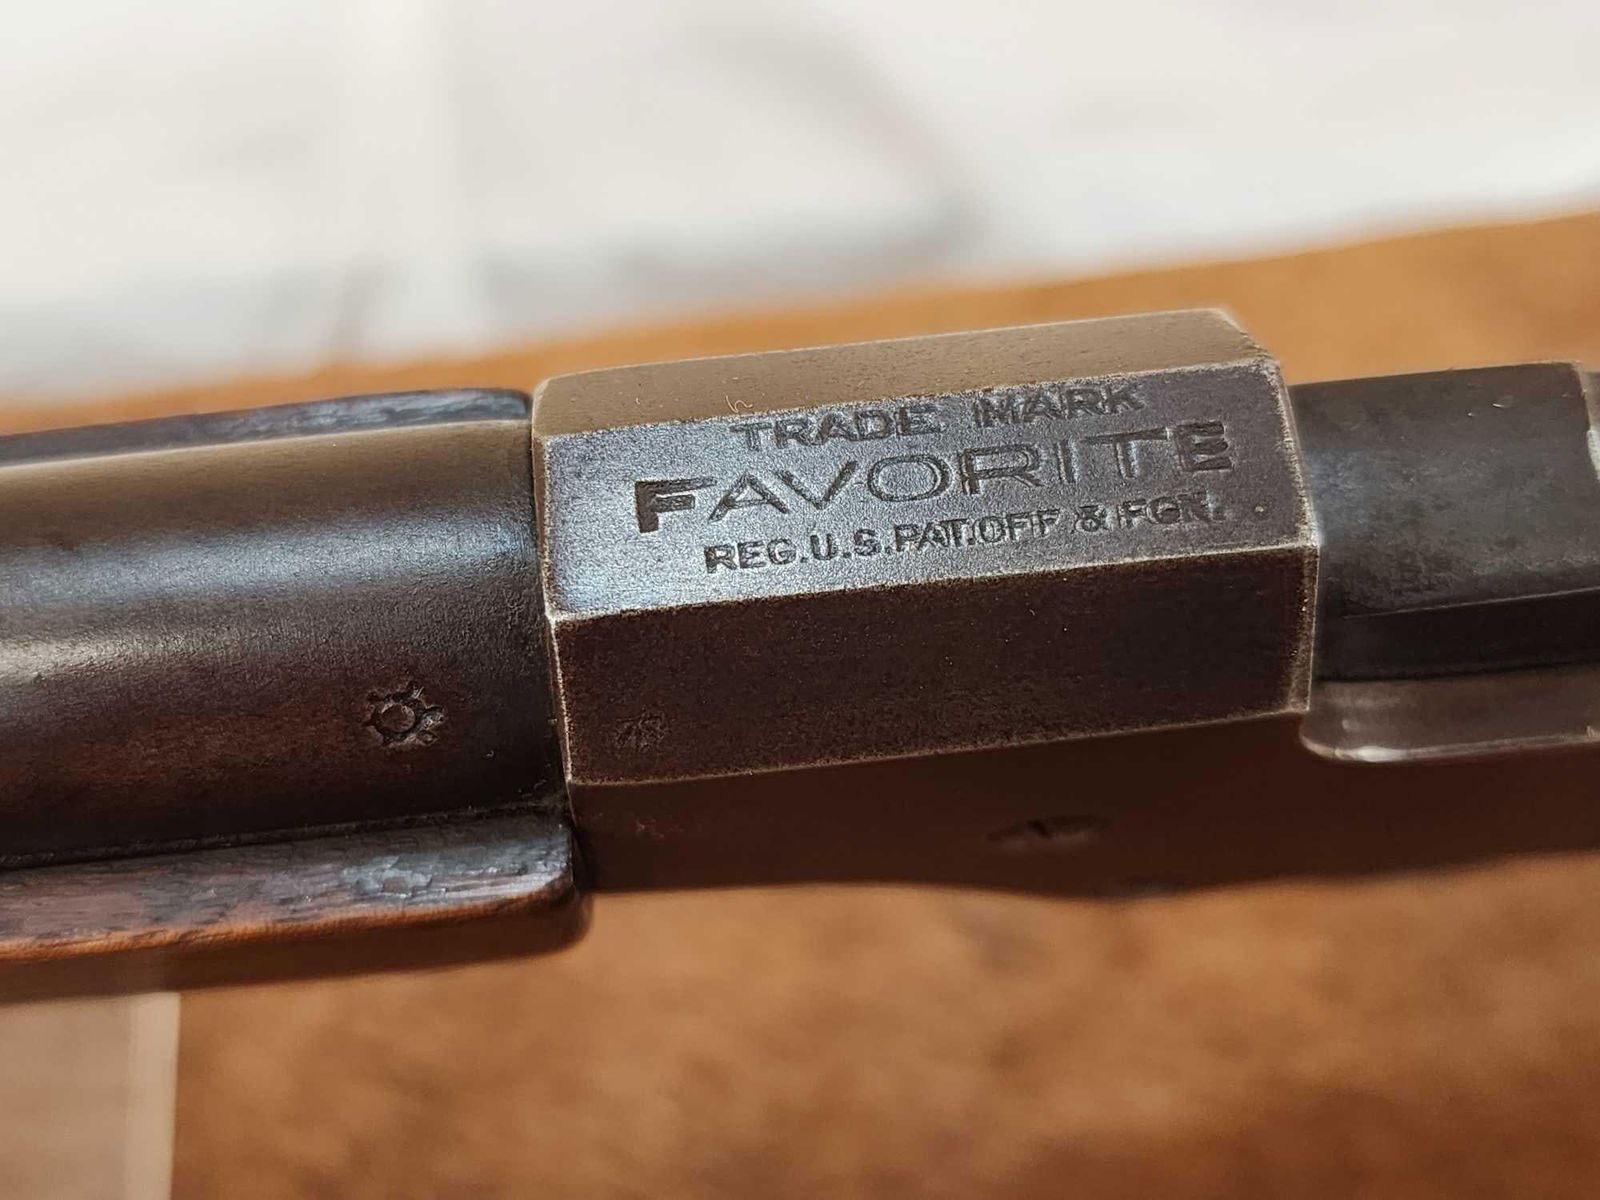 TRADE MARK
FAVORITE
REG.U.S.PAT.OFF & FGN.